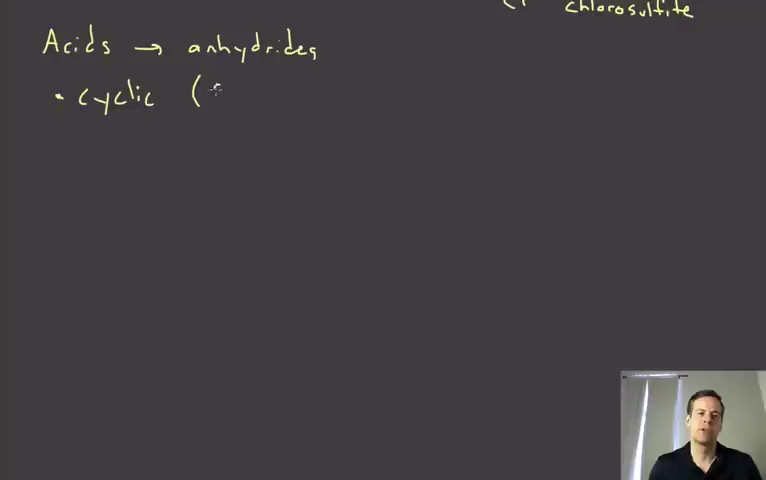 chlorosulfite
Acids → anhydrides
• cyclic (